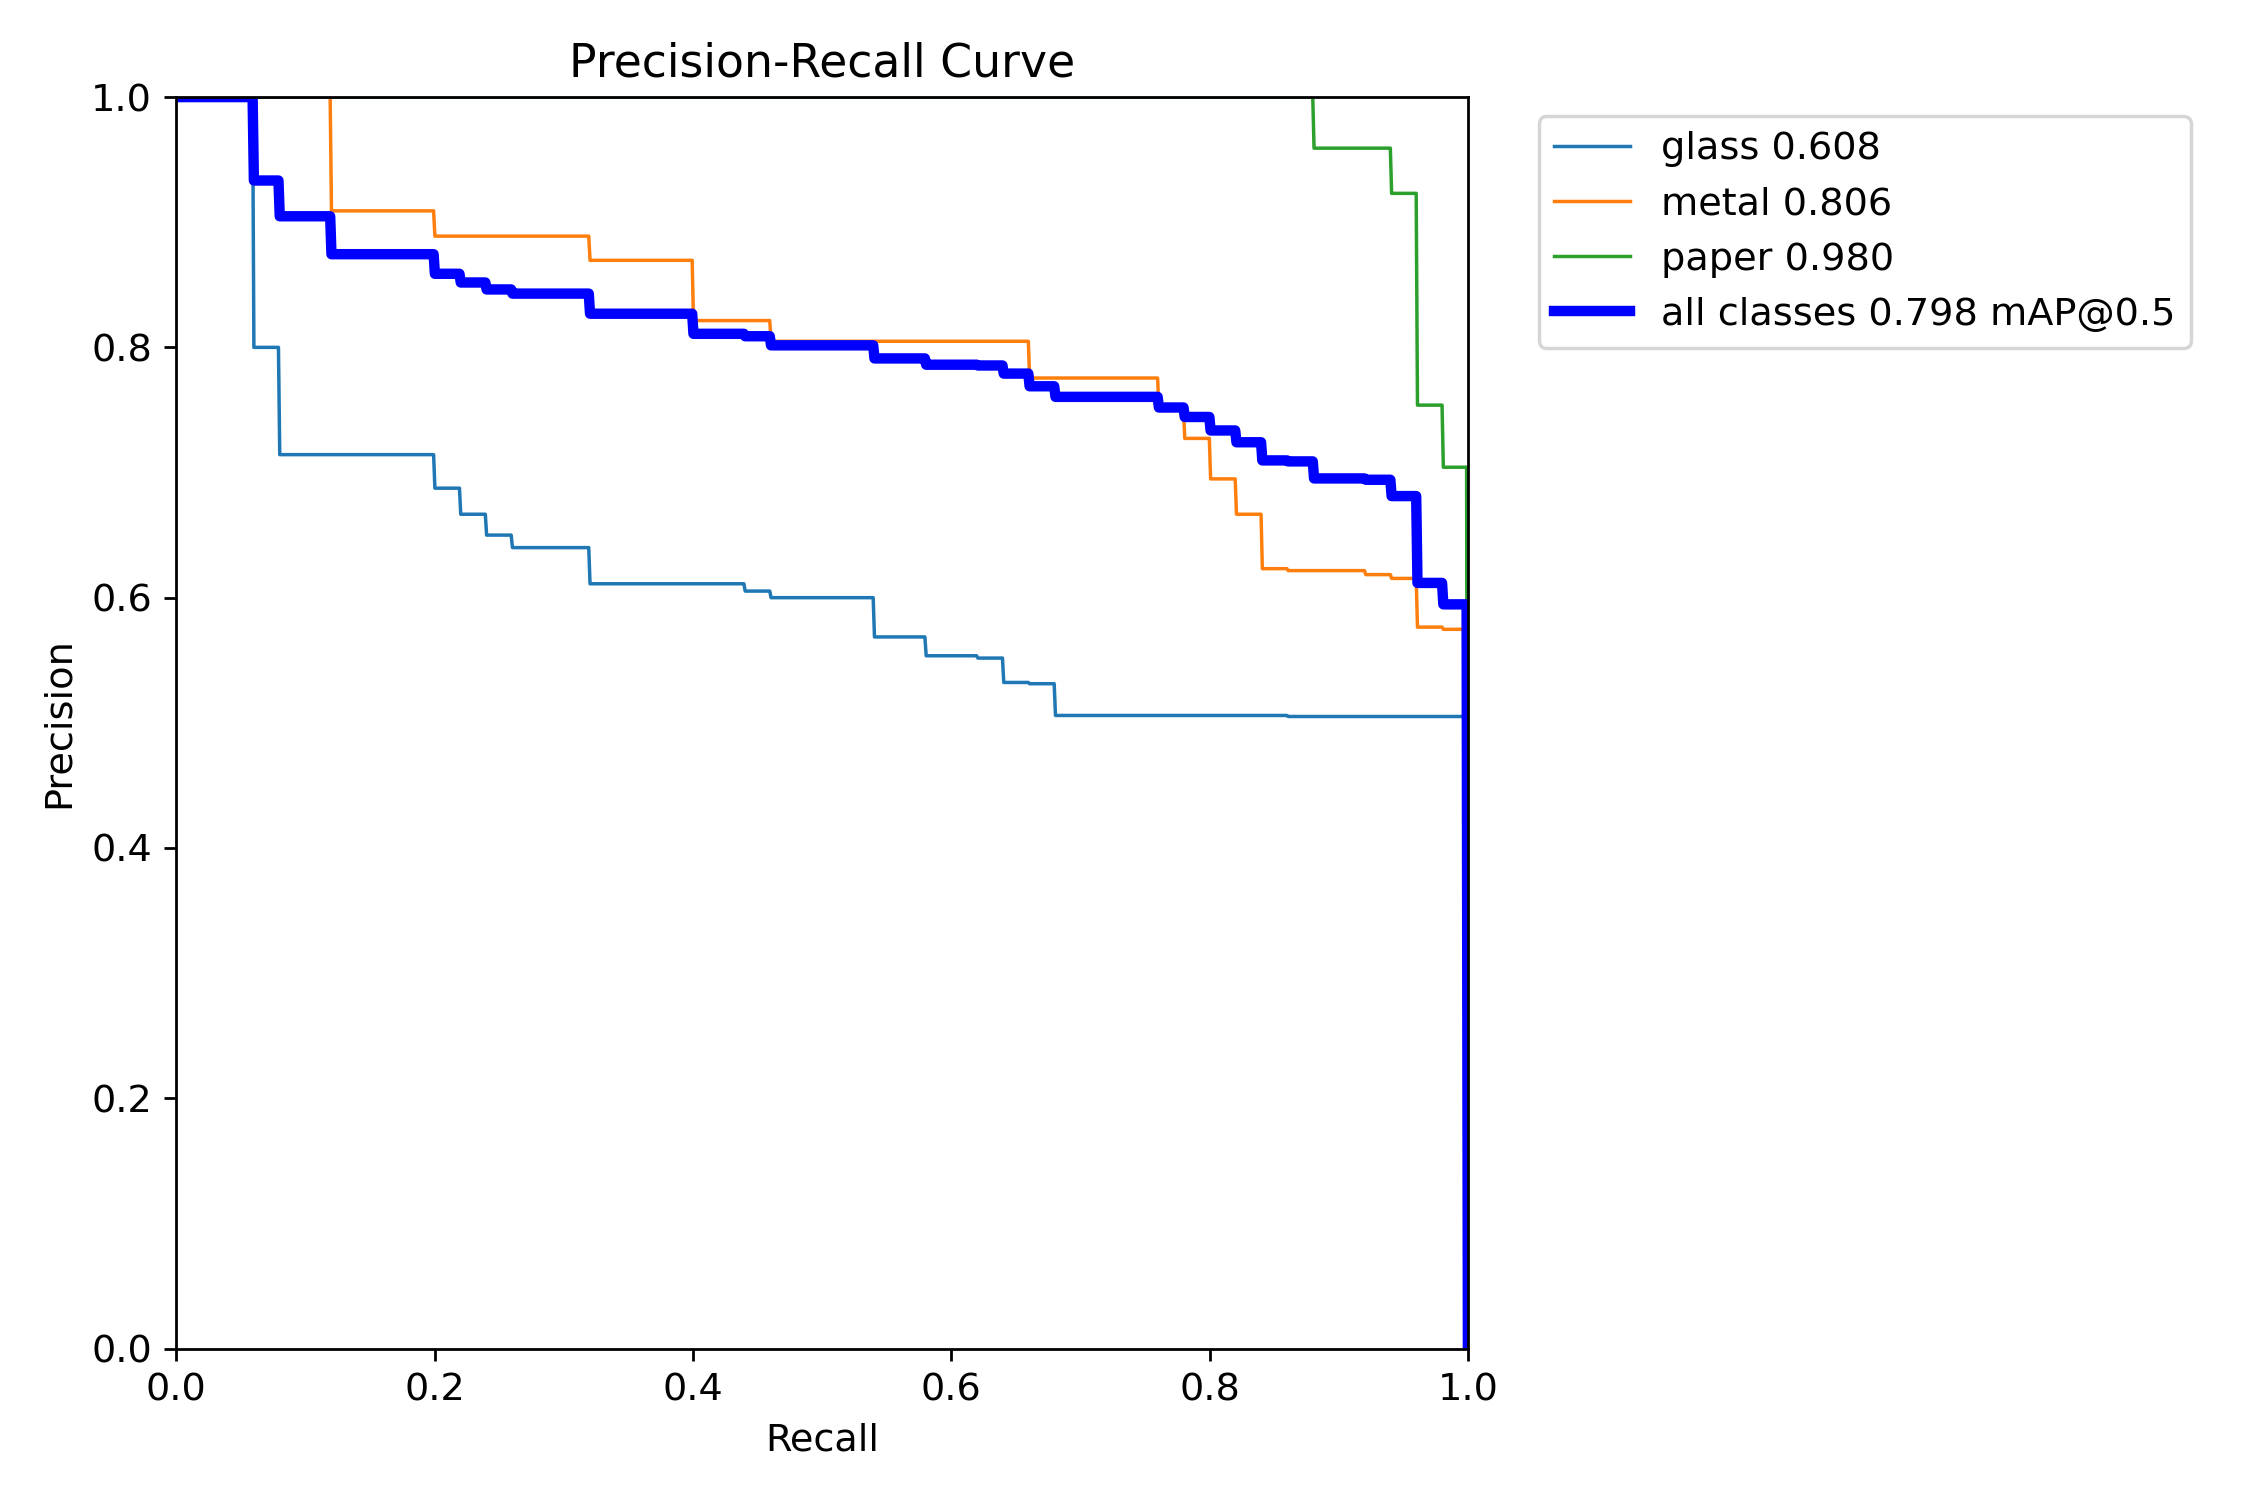 Precision-Recall Curve
1.0
0.8
0.6
0.4
0.2
0.0
Precision
0.0 0.2 0.4 0.6 0.8 1.0
Recall
glass 0.608
metal 0.806
paper 0.980
all classes 0.798 mAP@0.5